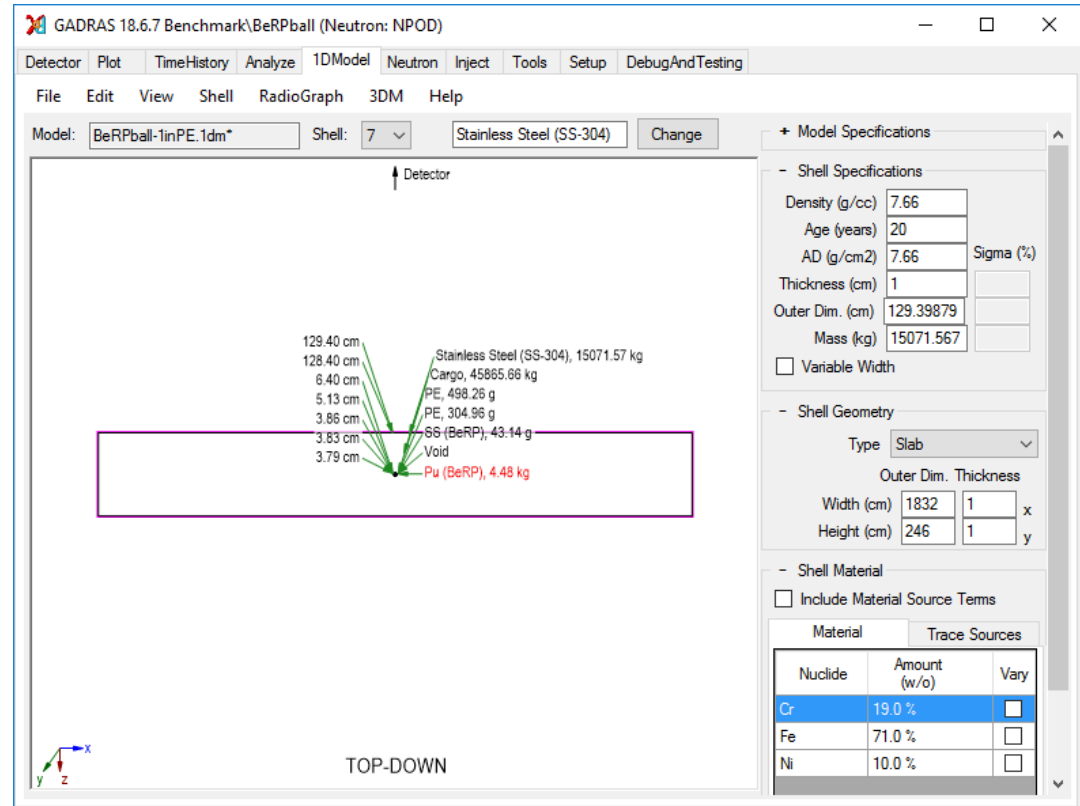 GADRAS 18.6.7 Benchmark\BeRPball (Neutron: NPOD)
Detector Plot TimeHistory Analyze 1DModel Neutron Inject Tools Setup DebugAndTesting
File Edit View Shell RadioGraph 3DM Help
Model: BeRPball-1inPE.1dm* Shell: 7 Stainless Steel (SS-304) Change
Detector
129.40 cm
128.40 cm
6.40 cm
5.13 cm
3.86 cm
3.83 cm
3.79 cm
Stainless Steel (SS-304), 15071.57 kg
Cargo, 45865.66 kg
PE, 498.26 g
PE, 304.96 g
SS (BeRP), 43.14 g
Void
Pu (BeRP), 4.48 kg
x
y z
TOP-DOWN
+ Model Specifications
- Shell Specifications
Density (g/cc) 7.66
Age (years) 20
AD (g/cm2) 7.66 Sigma (%)
Thickness (cm) 1
Outer Dim. (cm) 129.39879
Mass (kg) 15071.567
Variable Width
- Shell Geometry
Type Slab
Outer Dim. Thickness
Width (cm) 1832 1 x
Height (cm) 246 1 y
- Shell Material
Include Material Source Terms
Material Trace Sources
Nuclide Amount (w/o) Vary
Cr 19.0 %
Fe 71.0 %
Ni 10.0 %